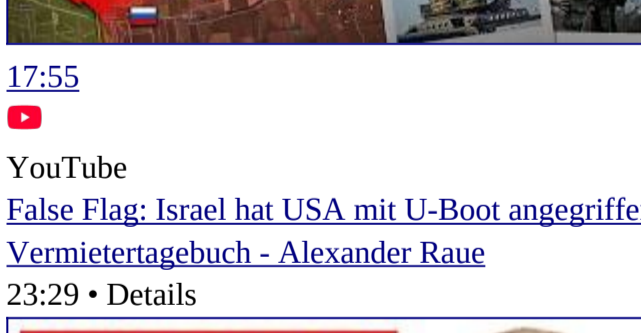 17:55
YouTube
False Flag: Israel hat USA mit U-Boot angegriffe
Vermietertagebuch - Alexander Raue
23:29 • Details